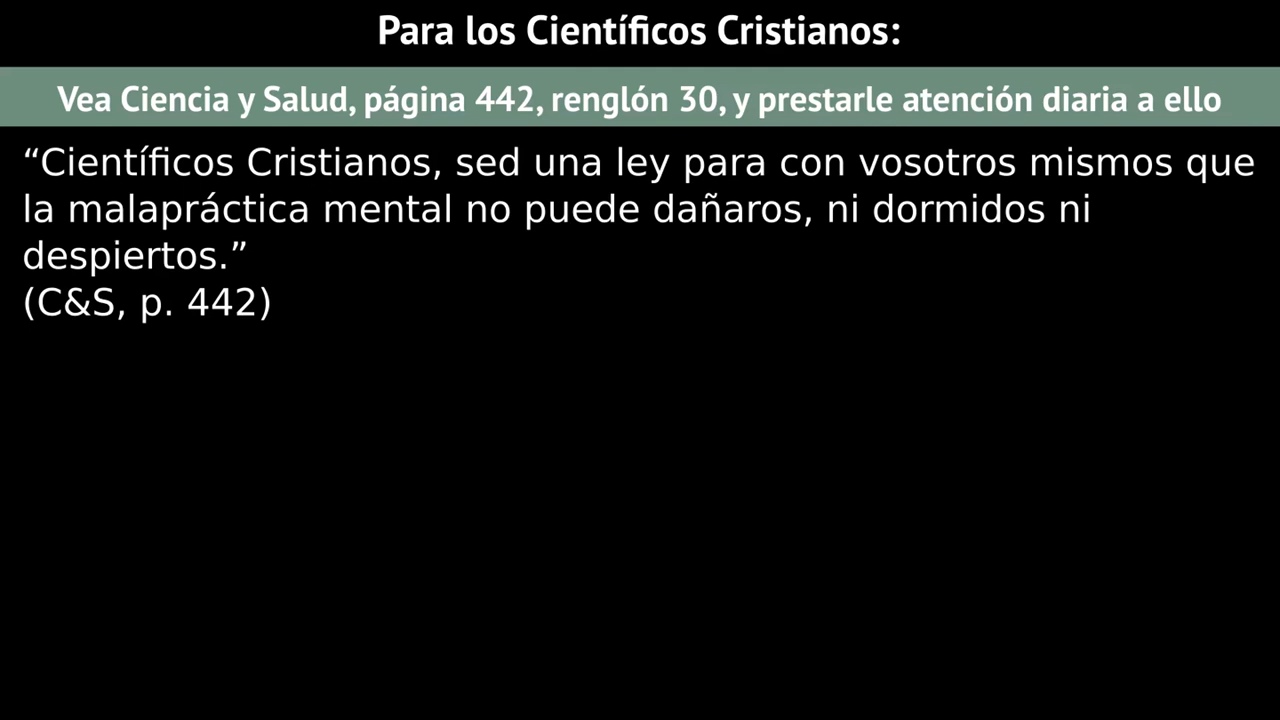 Para los Científicos Cristianos:
Vea Ciencia y Salud, página 442, renglón 30, y prestarle atención diaria a ello
“Científicos Cristianos, sed una ley para con vosotros mismos que
la malapráctica mental no puede dañaros, ni dormidos ni
despiertos.”
(C&S, p. 442)